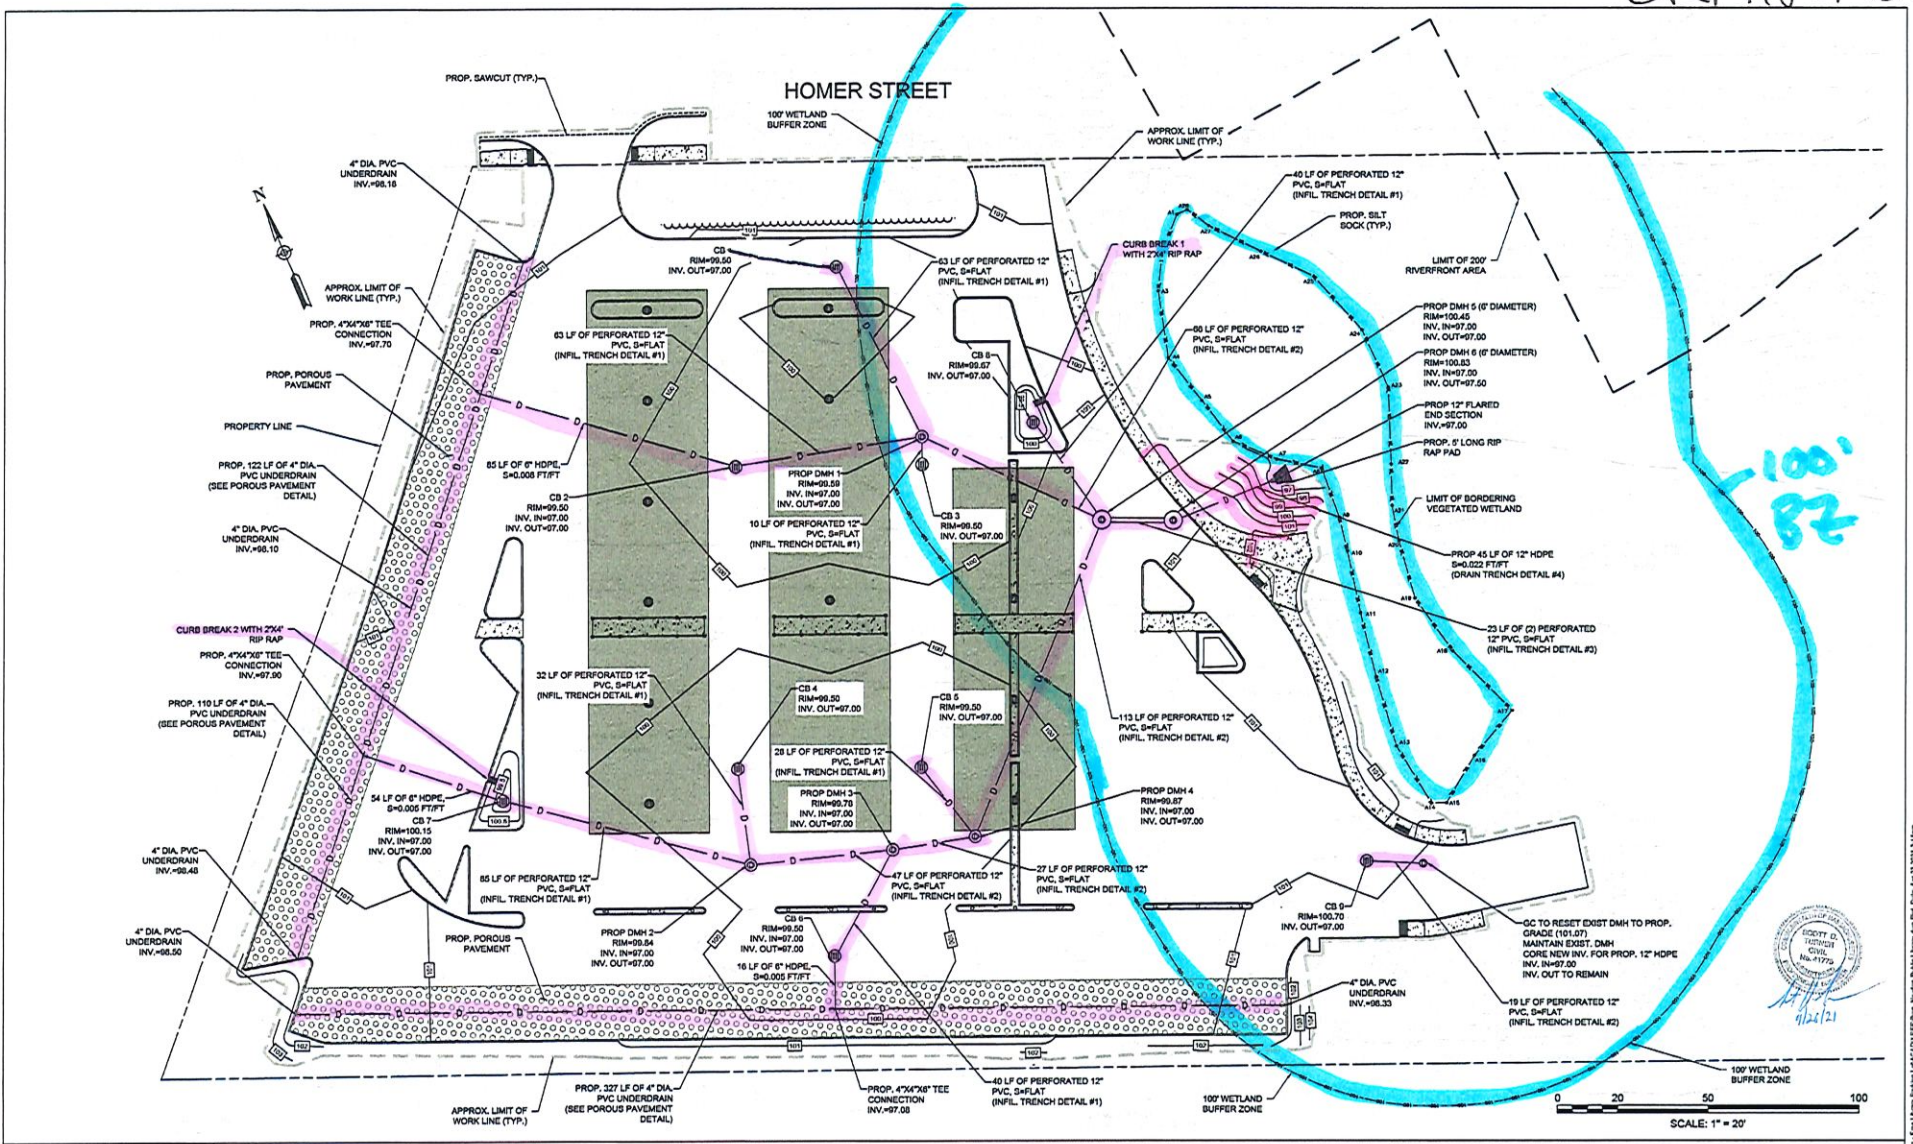 HOMER STREET
PROP. SAWCUT (TYP.)
100' WETLAND
BUFFER ZONE
APPROX. LIMIT OF
WORK LINE (TYP.)
4" DIA. PVC
UNDERDRAIN
INV.=98.16
N
40 LF OF PERFORATED 12"
PVC, S=FLAT
(INFIL. TRENCH DETAIL #1)
PROP. SILT
SOCK (TYP.)
LIMIT OF 200'
RIVERFRONT AREA
CURB BREAK 1
WITH 2'X4' RIP RAP
CB
RIM=99.50
INV. OUT=97.00
63 LF OF PERFORATED 12"
PVC, S=FLAT
(INFIL. TRENCH DETAIL #1)
APPROX. LIMIT OF
WORK LINE (TYP.)
PROP. 4"X4"X6" TEE
CONNECTION
INV.=97.70
63 LF OF PERFORATED 12"
PVC, S=FLAT
(INFIL. TRENCH DETAIL #1)
66 LF OF PERFORATED 12"
PVC, S=FLAT
(INFIL. TRENCH DETAIL #2)
PROP DMH 5 (6' DIAMETER)
RIM=100.45
INV. IN=97.00
INV. OUT=97.00
CB 8
RIM=99.67
INV. OUT=97.00
PROP DMH 6 (6' DIAMETER)
RIM=100.83
INV. IN=97.00
INV. OUT=97.50
PROP. POROUS
PAVEMENT
PROP 12" FLARED
END SECTION
INV.=97.00
PROPERTY LINE
PROP. 5' LONG RIP
RAP PAD
100'
BZ
PROP. 122 LF OF 4" DIA.
PVC UNDERDRAIN
(SEE POROUS PAVEMENT
DETAIL)
85 LF OF 6" HDPE,
S=0.008 FT/FT
CB 2
RIM=99.50
INV. IN=97.00
INV. OUT=97.00
PROP DMH 1
RIM=99.59
INV. IN=97.00
INV. OUT=97.00
LIMIT OF BORDERING
VEGETATED WETLAND
10 LF OF PERFORATED 12"
PVC, S=FLAT
(INFIL. TRENCH DETAIL #1)
CB 3
RIM=99.50
INV. OUT=97.00
4" DIA. PVC
UNDERDRAIN
INV.=98.10
PROP 45 LF OF 12" HDPE
S=0.022 FT/FT
(DRAIN TRENCH DETAIL #4)
CURB BREAK 2 WITH 2'X4'
RIP RAP
23 LF OF (2) PERFORATED
12" PVC, S=FLAT
(INFIL. TRENCH DETAIL #3)
PROP. 4"X4"X6" TEE
CONNECTION
INV.=97.90
32 LF OF PERFORATED 12"
PVC, S=FLAT
(INFIL. TRENCH DETAIL #1)
CB 4
RIM=99.50
INV. OUT=97.00
CB 5
RIM=99.50
INV. OUT=97.00
PROP. 110 LF OF 4" DIA.
PVC UNDERDRAIN
(SEE POROUS PAVEMENT
DETAIL)
113 LF OF PERFORATED 12"
PVC, S=FLAT
(INFIL. TRENCH DETAIL #2)
28 LF OF PERFORATED 12"
PVC, S=FLAT
(INFIL. TRENCH DETAIL #1)
54 LF OF 6" HDPE,
S=0.005 FT/FT
CB 7
RIM=100.15
INV. IN=97.00
INV. OUT=97.00
PROP DMH 3
RIM=99.78
INV. IN=97.00
INV. OUT=97.00
PROP DMH 4
RIM=99.87
INV. IN=97.00
INV. OUT=97.00
4" DIA. PVC
UNDERDRAIN
INV.=98.48
85 LF OF PERFORATED 12"
PVC, S=FLAT
(INFIL. TRENCH DETAIL #1)
47 LF OF PERFORATED 12"
PVC, S=FLAT
(INFIL. TRENCH DETAIL #2)
27 LF OF PERFORATED 12"
PVC, S=FLAT
(INFIL. TRENCH DETAIL #2)
4" DIA. PVC
UNDERDRAIN
INV.=98.50
PROP. POROUS
PAVEMENT
PROP DMH 2
RIM=99.84
INV. IN=97.00
INV. OUT=97.00
CB 6
RIM=99.50
INV. IN=97.00
INV. OUT=97.00
16 LF OF 6" HDPE,
S=0.005 FT/FT
CB 9
RIM=100.70
INV. OUT=97.00
GC TO RESET EXIST DMH TO PROP.
GRADE (101.07)
MAINTAIN EXIST. DMH
CORE NEW INV. FOR PROP. 12" HDPE
INV. IN=97.00
INV. OUT TO REMAIN
4" DIA. PVC
UNDERDRAIN
INV.=98.33
19 LF OF PERFORATED 12"
PVC, S=FLAT
(INFIL. TRENCH DETAIL #2)
SCOTT D.
TURNER
CIVIL
9/26/21
APPROX. LIMIT OF
WORK LINE (TYP.)
PROP. 327 LF OF 4" DIA.
PVC UNDERDRAIN
(SEE POROUS PAVEMENT
DETAIL)
PROP. 4"X4"X6" TEE
CONNECTION
INV.=97.08
40 LF OF PERFORATED 12"
PVC, S=FLAT
(INFIL. TRENCH DETAIL #1)
100' WETLAND
BUFFER ZONE
100' WETLAND
BUFFER ZONE
0 20 50 100
SCALE: 1" = 20'